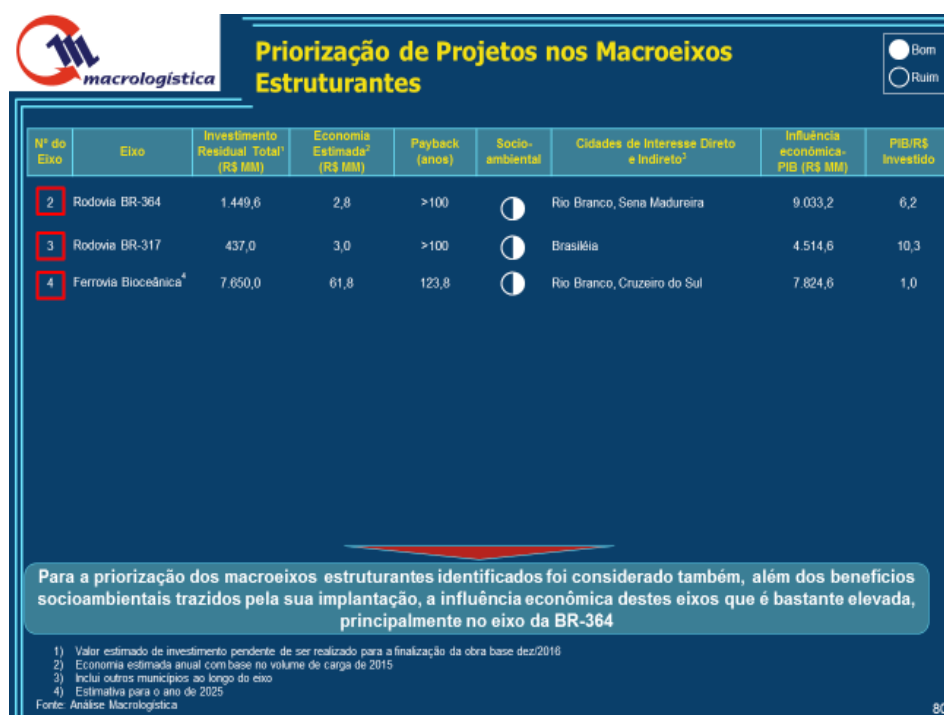 macrologística
Priorização de Projetos nos Macroeixos
Estruturantes
Bom
Ruim
Nº do Eixo Eixo Investimento Residual Total¹ (R$ MM) Economia Estimada² (R$ MM) Payback (anos) Socio-ambiental Cidades de Interesse Direto e Indireto³ Influência econômica- PIB (R$ MM) PIB/R$ Investido
2 Rodovia BR-364 1.449,6 2,8 >100 Rio Branco, Sena Madureira 9.033,2 6,2
3 Rodovia BR-317 437,0 3,0 >100 Brasiléia 4.514,6 10,3
4 Ferrovia Bioceânica⁴ 7.650,0 61,8 123,8 Rio Branco, Cruzeiro do Sul 7.824,6 1,0
Para a priorização dos macroeixos estruturantes identificados foi considerado também, além dos benefícios
socioambientais trazidos pela sua implantação, a influência econômica destes eixos que é bastante elevada,
principalmente no eixo da BR-364
1) Valor estimado de investimento pendente de ser realizado para a finalização da obra base dez/2016
2) Economia estimada anual com base no volume de carga de 2015
3) Inclui outros municípios ao longo do eixo
4) Estimativa para o ano de 2025
Fonte: Análise Macrologística
80